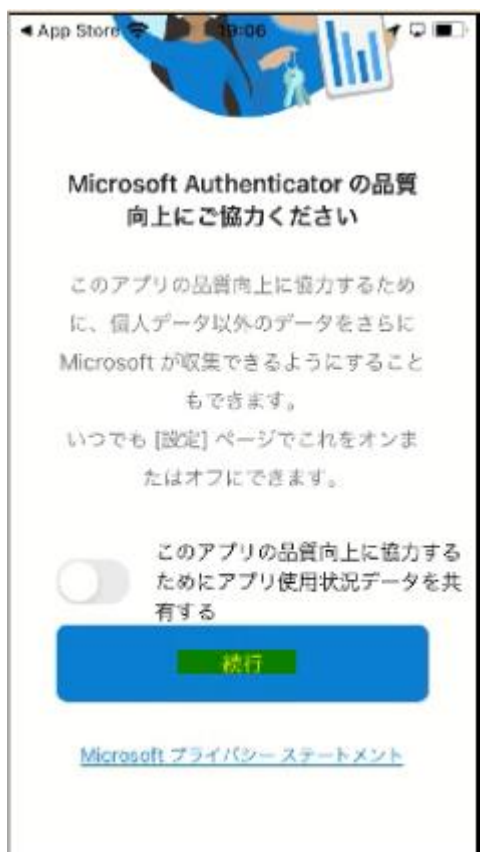 ◀ App Store 19:06
Microsoft Authenticator の品質
向上にご協力ください
このアプリの品質向上に協力するため
に、個人データ以外のデータをさらに
Microsoft が収集できるようにすること
もできます。
いつでも [設定] ページでこれをオンま
たはオフにできます。
このアプリの品質向上に協力する
ためにアプリ使用状況データを共
有する
続行
Microsoft プライバシー ステートメント